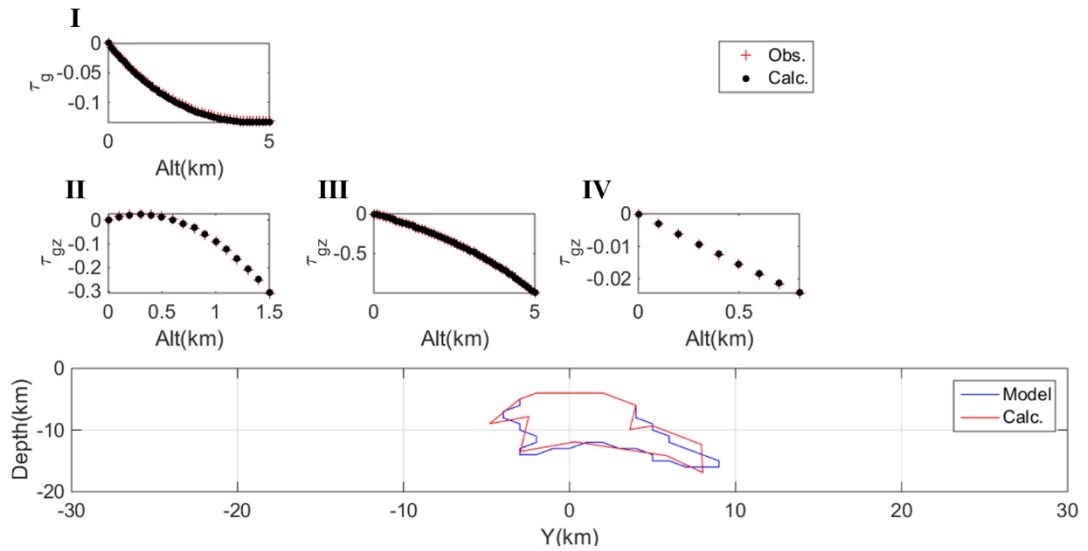 I
0
-0.05
-0.1
τg
0 5
Alt(km)
Obs.
Calc.
II
0
-0.1
-0.2
-0.3
τgz
0 0.5 1 1.5
Alt(km)
III
0
-0.5
τgz
0 5
Alt(km)
IV
0
-0.01
-0.02
τgz
0 0.5
Alt(km)
0
-10
-20
Depth(km)
Model
Calc.
-30 -20 -10 0 10 20 30
Y(km)